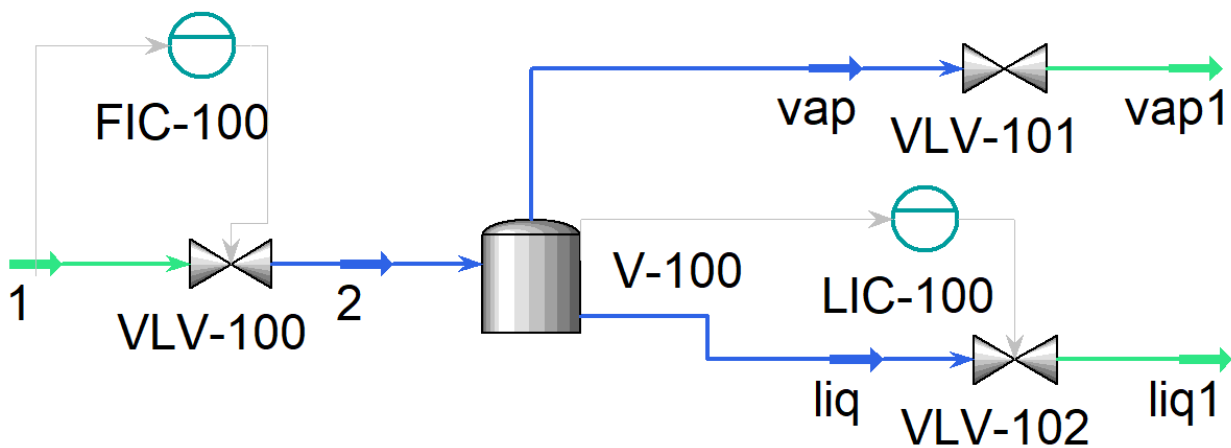 FIC-100
vap
VLV-101
vap1
1
VLV-100
2
V-100
LIC-100
liq
VLV-102
liq1